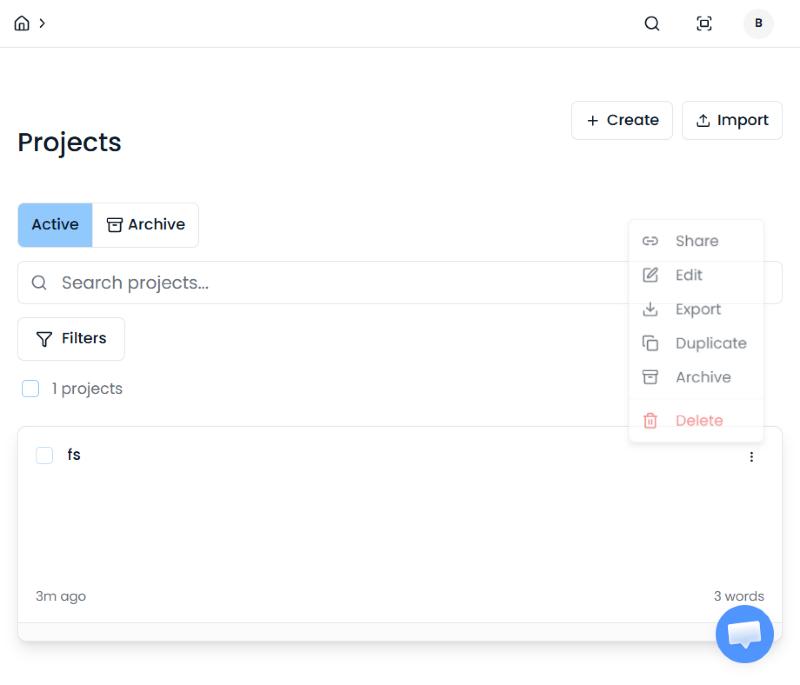 B
Projects
Create
Import
Active
Archive
Search projects...
Filters
1 projects
Share
Edit
Export
Duplicate
Archive
Delete
fs
3m ago
3 words